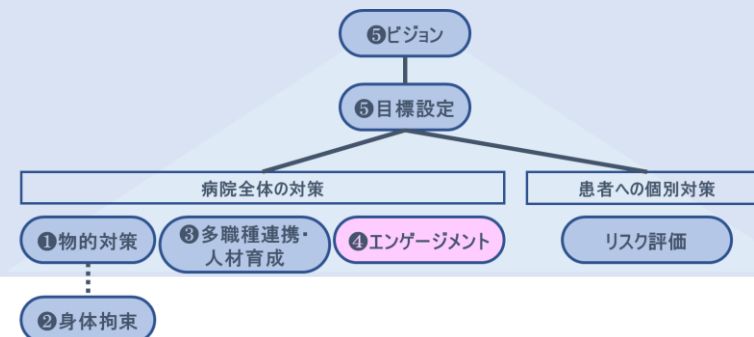 ❺ビジョン
❺目標設定
病院全体の対策
患者への個別対策
❶物的対策
❸多職種連携・
人材育成
❹エンゲージメント
リスク評価
❷身体拘束